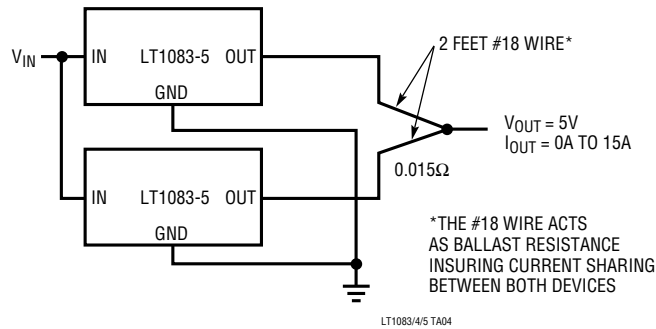 2 FEET #18 WIRE*
V_IN
IN LT1083-5 OUT
GND
V_OUT = 5V
I_OUT = 0A TO 15A
0.015Ω
IN LT1083-5 OUT
GND
*THE #18 WIRE ACTS
AS BALLAST RESISTANCE
INSURING CURRENT SHARING
BETWEEN BOTH DEVICES
LT1083/4/5 TA04